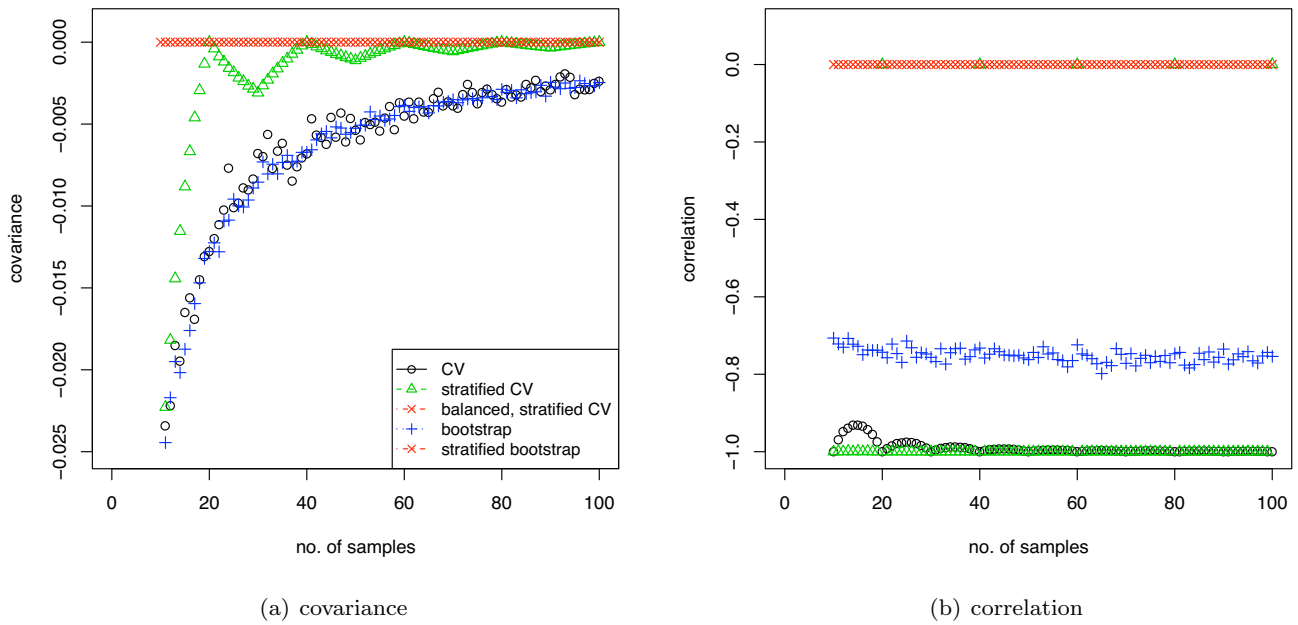 0.000
−0.005
−0.010
−0.015
−0.020
−0.025
covariance
0
20
40
60
80
100
no. of samples
CV
stratified CV
balanced, stratified CV
bootstrap
stratified bootstrap
(a) covariance
0.0
−0.2
−0.4
−0.6
−0.8
−1.0
correlation
0
20
40
60
80
100
no. of samples
(b) correlation